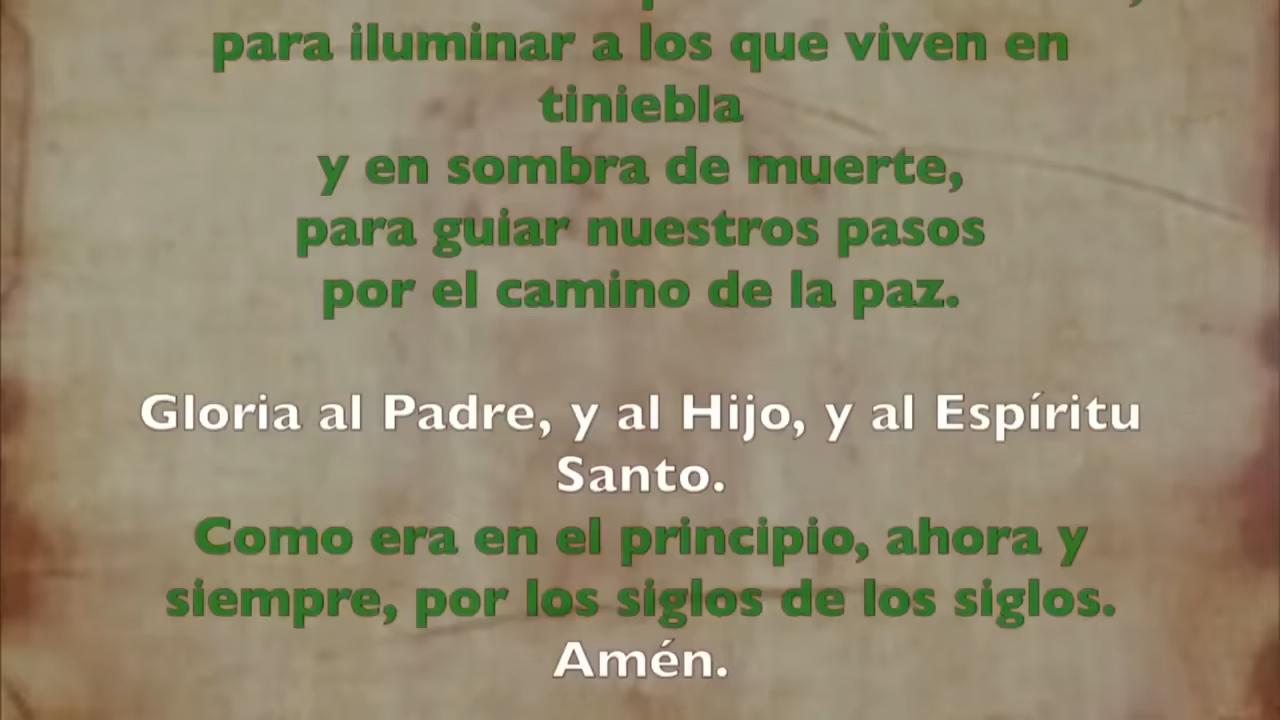 para iluminar a los que viven en
tiniebla
y en sombra de muerte,
para guiar nuestros pasos
por el camino de la paz.
Gloria al Padre, y al Hijo, y al Espíritu
Santo.
Como era en el principio, ahora y
siempre, por los siglos de los siglos.
Amén.